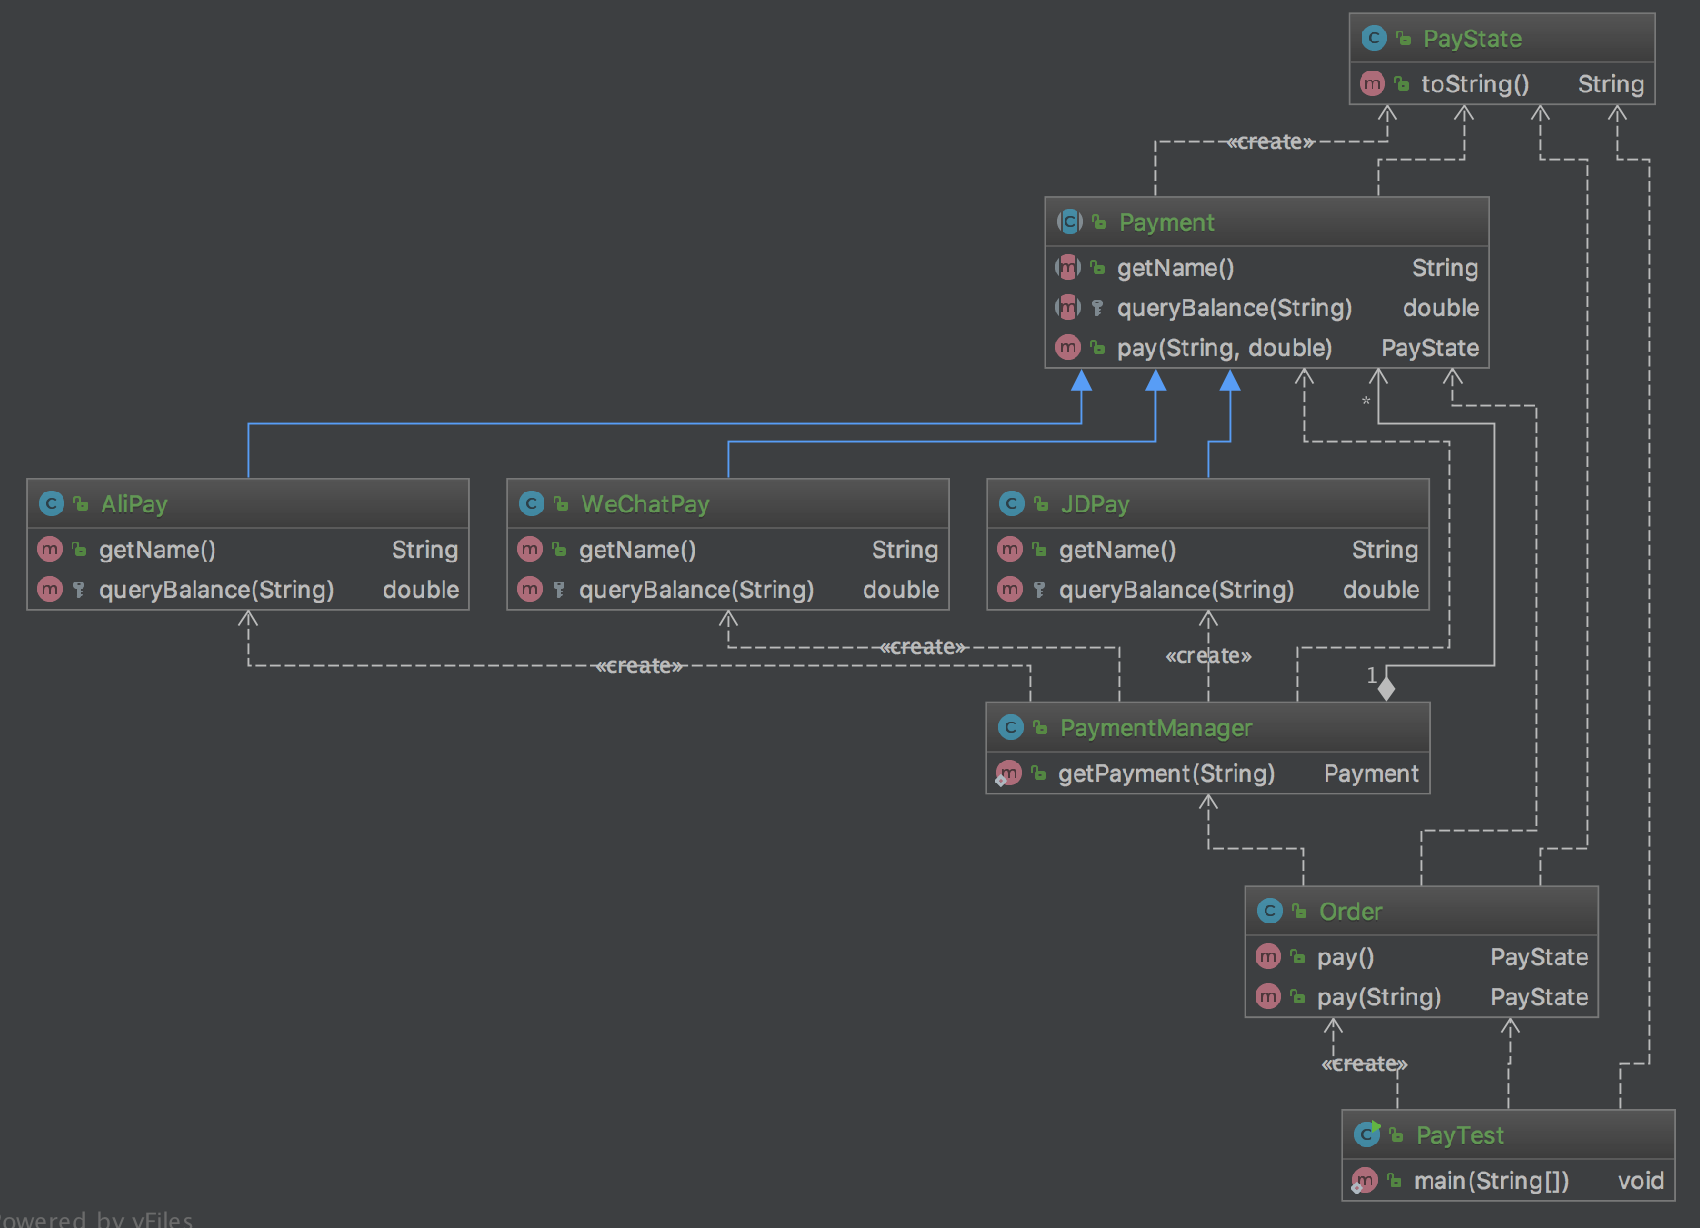 PayState
toString() String
«create»
Payment
getName() String
queryBalance(String) double
pay(String, double) PayState
*
AliPay
getName() String
queryBalance(String) double
WeChatPay
getName() String
queryBalance(String) double
JDPay
getName() String
queryBalance(String) double
«create»
«create»
«create»
1
PaymentManager
getPayment(String) Payment
Order
pay() PayState
pay(String) PayState
«create»
PayTest
main(String[]) void
Powered by yFiles